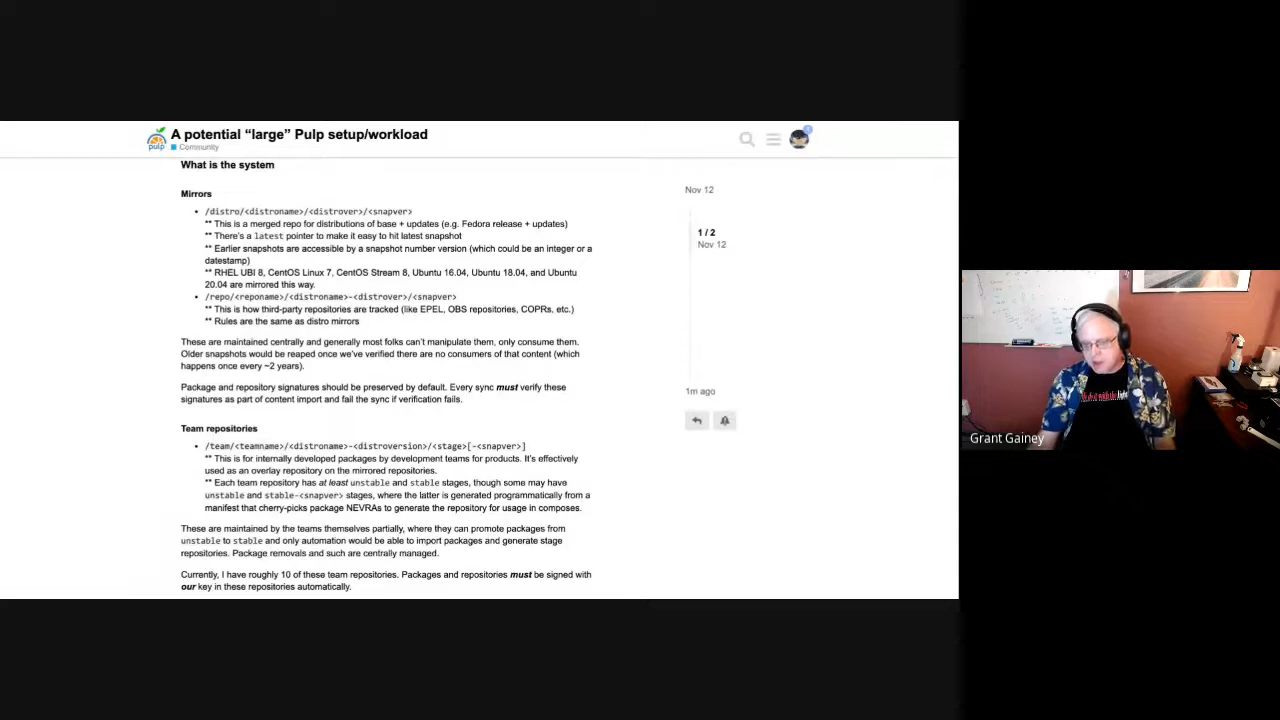 A potential “large” Pulp setup/workload
pulp
Community
What is the system
Mirrors
• /distro/<distroname>/<distrover>/<snapver>
** This is a merged repo for distributions of base + updates (e.g. Fedora release + updates)
** There's a latest pointer to make it easy to hit latest snapshot
** Earlier snapshots are accessible by a snapshot number version (which could be an integer or a
datestamp)
** RHEL UBI 8, CentOS Linux 7, CentOS Stream 8, Ubuntu 16.04, Ubuntu 18.04, and Ubuntu
20.04 are mirrored this way.
• /repo/<reponame>/<distroname>-<distrover>/<snapver>
** This is how third-party repositories are tracked (like EPEL, OBS repositories, COPRs, etc.)
** Rules are the same as distro mirrors
These are maintained centrally and generally most folks can't manipulate them, only consume them.
Older snapshots would be reaped once we've verified there are no consumers of that content (which
happens once every ~2 years).
Package and repository signatures should be preserved by default. Every sync must verify these
signatures as part of content import and fail the sync if verification fails.
Team repositories
• /team/<teamname>/<distroname>-<distroversion>/<stage>[-<snapver>]
** This is for internally developed packages by development teams for products. It's effectively
used as an overlay repository on the mirrored repositories.
** Each team repository has at least unstable and stable stages, though some may have
unstable and stable-<snapver> stages, where the latter is generated programmatically from a
manifest that cherry-picks package NEVRAs to generate the repository for usage in composes.
These are maintained by the teams themselves partially, where they can promote packages from
unstable to stable and only automation would be able to import packages and generate stage
repositories. Package removals and such are centrally managed.
Currently, I have roughly 10 of these team repositories. Packages and repositories must be signed with
our key in these repositories automatically.
Nov 12
1 / 2
Nov 12
1m ago
Grant Gainey